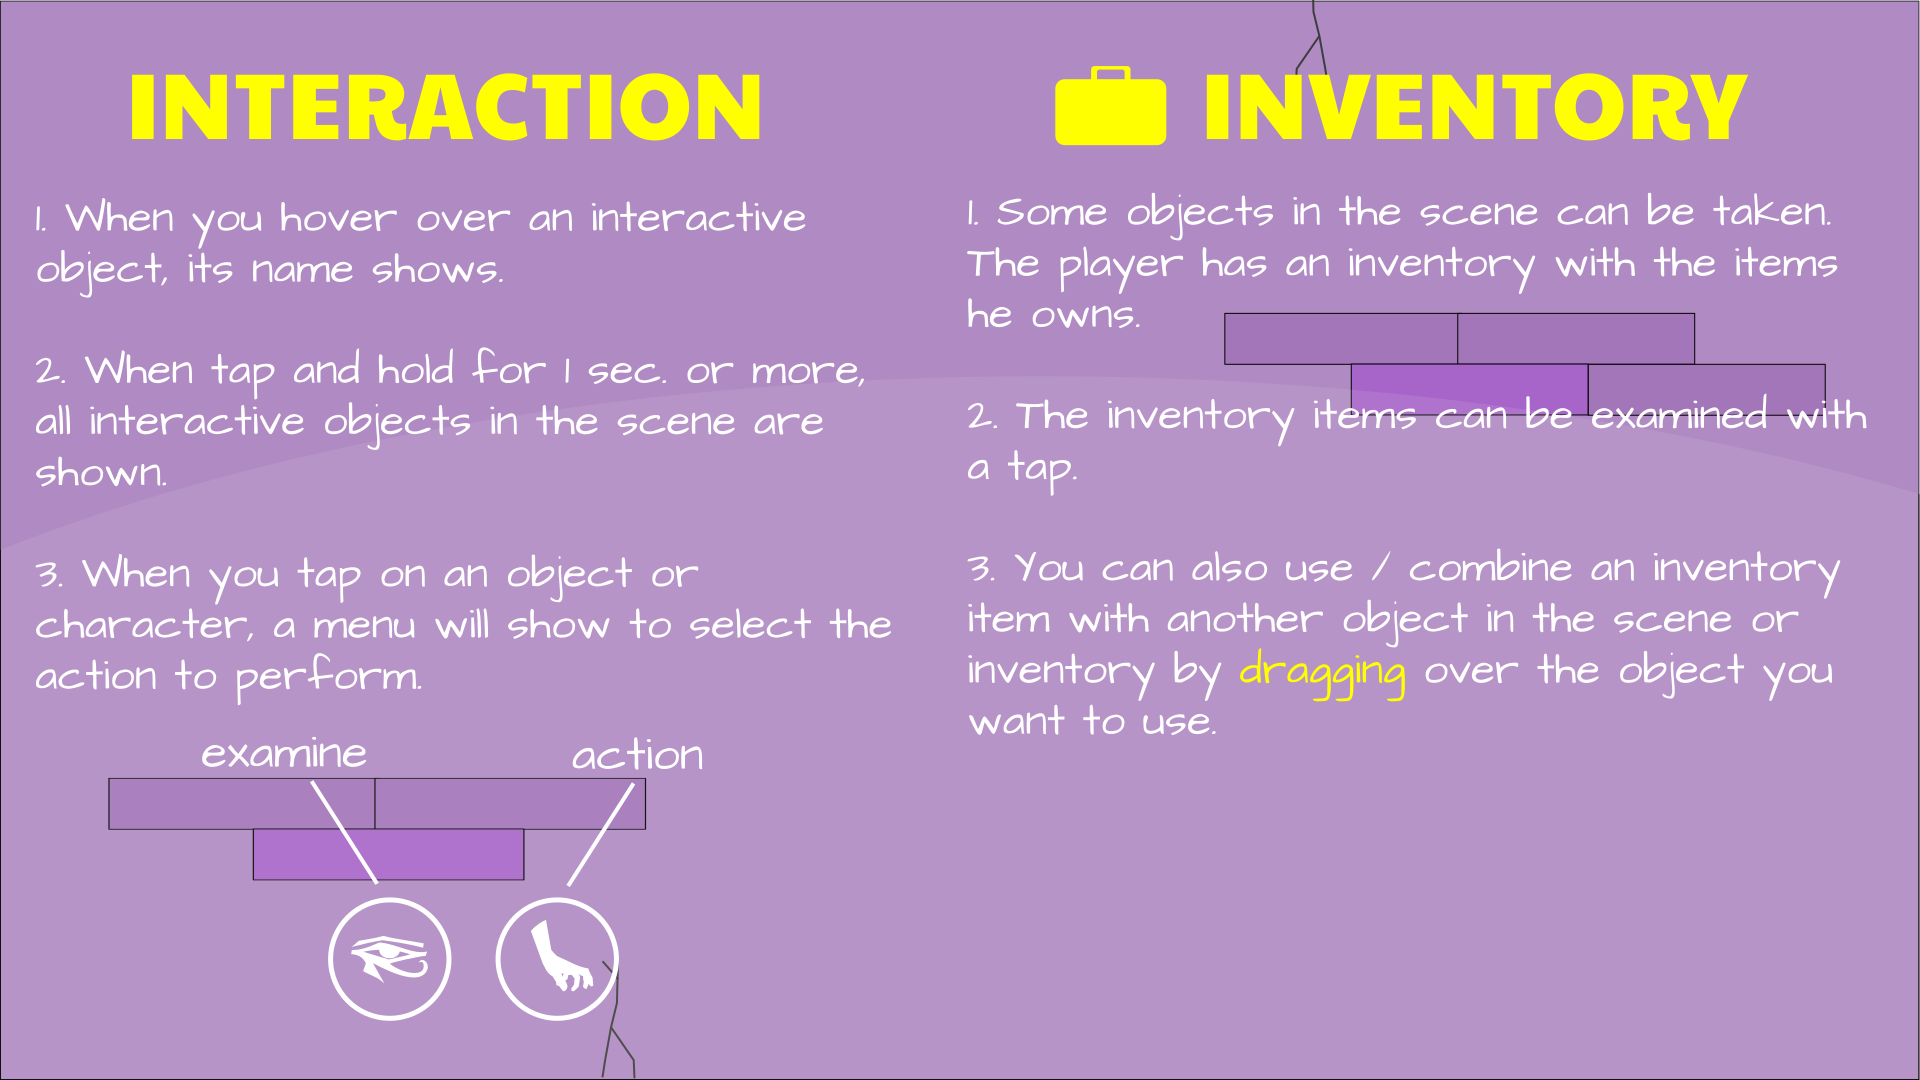 INTERACTION
1. When you hover over an interactive
object, its name shows.
2. When tap and hold for 1 sec. or more,
all interactive objects in the scene are
shown.
3. When you tap on an object or
character, a menu will show to select the
action to perform.
examine
action
INVENTORY
1. Some objects in the scene can be taken.
The player has an inventory with the items
he owns.
2. The inventory items can be examined with
a tap.
3. You can also use / combine an inventory
item with another object in the scene or
inventory by dragging over the object you
want to use.